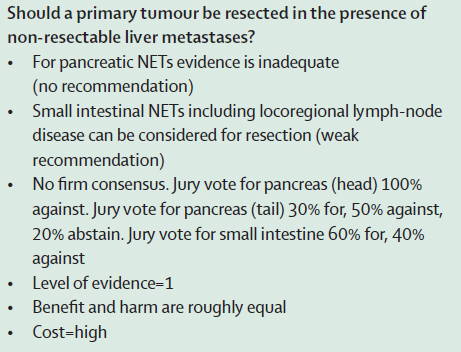 Should a primary tumour be resected in the presence of
non-resectable liver metastases?
• For pancreatic NETs evidence is inadequate
(no recommendation)
• Small intestinal NETs including locoregional lymph-node
disease can be considered for resection (weak
recommendation)
• No firm consensus. Jury vote for pancreas (head) 100%
against. Jury vote for pancreas (tail) 30% for, 50% against,
20% abstain. Jury vote for small intestine 60% for, 40%
against
• Level of evidence=1
• Benefit and harm are roughly equal
• Cost=high